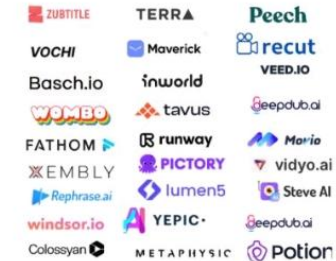 ZUBTITLE TERRA Peech
VOCHI Maverick recut
Basch.io inworld VEED.IO
WOMBO tavus deepdub.ai
FATHOM runway Movio
XEMBLY PICTORY vidyo.ai
Rephrase.ai lumen5 Steve AI
windsor.io YEPIC deepdub.ai
Colossyan METAPHYSIC Potion